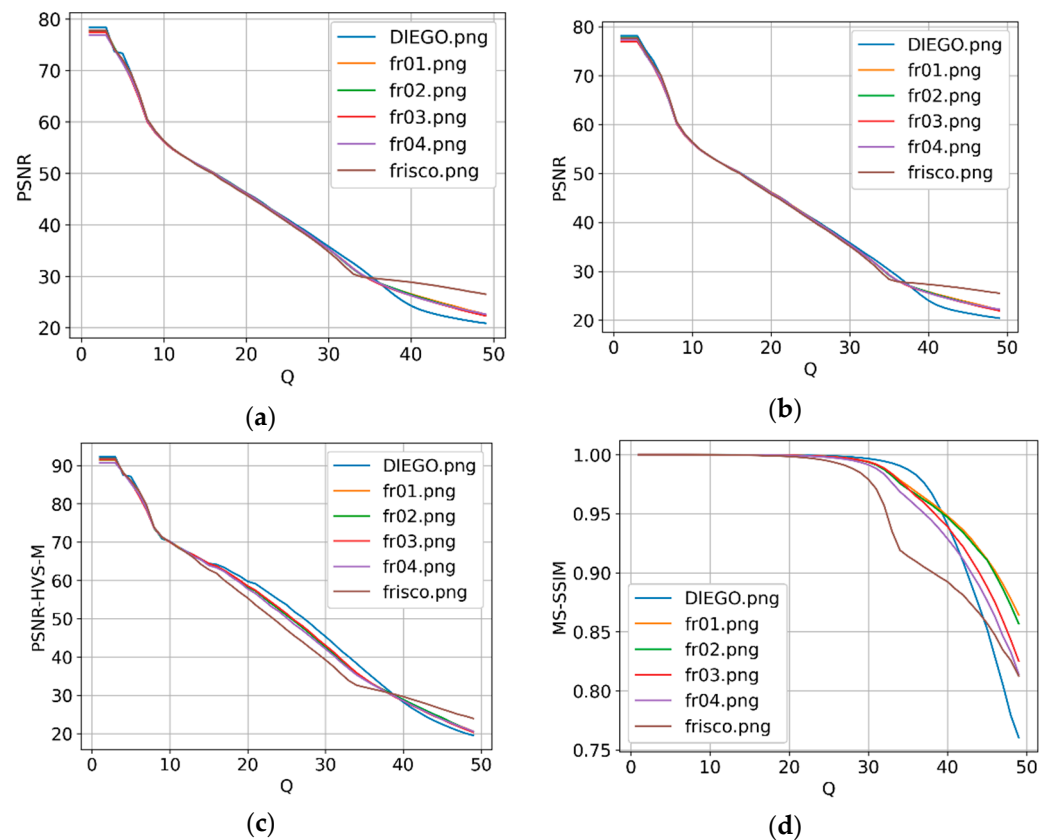 80
70
60
50
40
30
20
PSNR
0 10 20 30 40 50
Q
DIEGO.png
fr01.png
fr02.png
fr03.png
fr04.png
frisco.png
(a)
80
70
60
50
40
30
20
PSNR
0 10 20 30 40 50
Q
DIEGO.png
fr01.png
fr02.png
fr03.png
fr04.png
frisco.png
(b)
90
80
70
60
50
40
30
20
PSNR-HVS-M
0 10 20 30 40 50
Q
DIEGO.png
fr01.png
fr02.png
fr03.png
fr04.png
frisco.png
(c)
1.00
0.95
0.90
0.85
0.80
0.75
MS-SSIM
0 10 20 30 40 50
Q
DIEGO.png
fr01.png
fr02.png
fr03.png
fr04.png
frisco.png
(d)